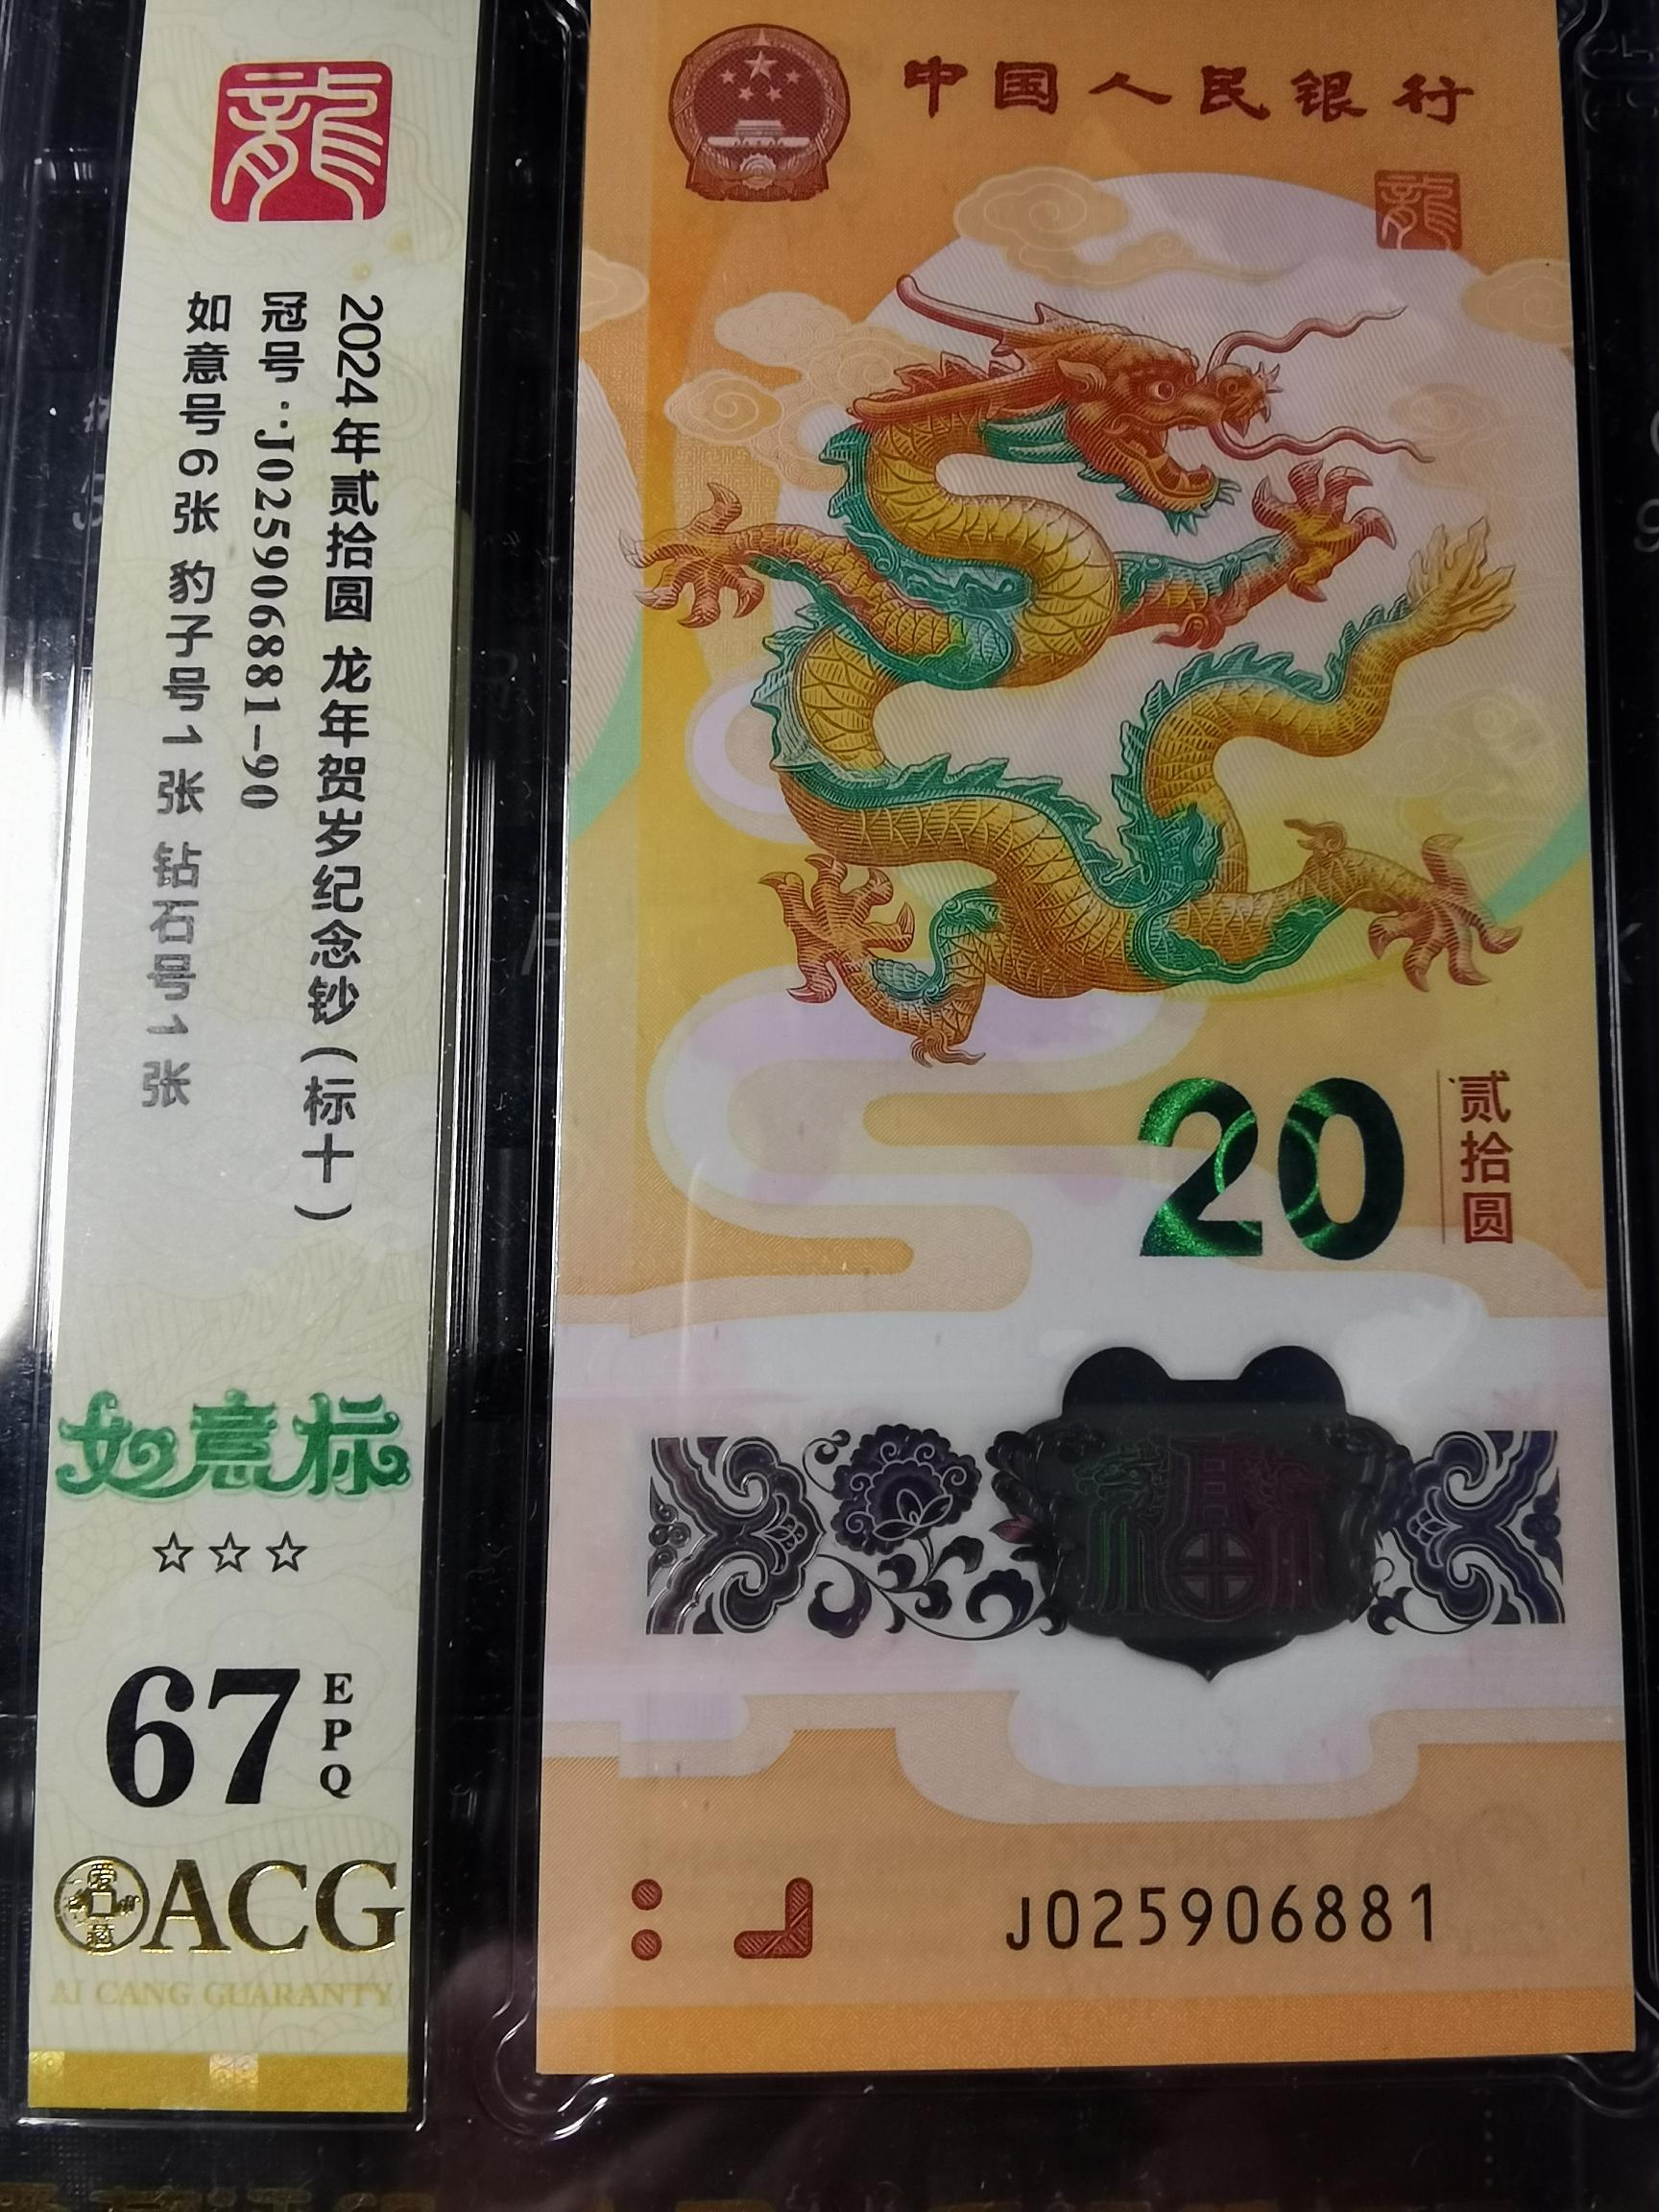 龍
2024年贰拾圆 龙年贺岁纪念钞（标十）
冠号：J025906881-90
如意号6张 豹子号1张 钻石号1张
如意标
☆☆☆
67
EPQ
ACG
AI CANG GUARANTY
中国人民银行
龍
20
贰拾圆
福
J025906881